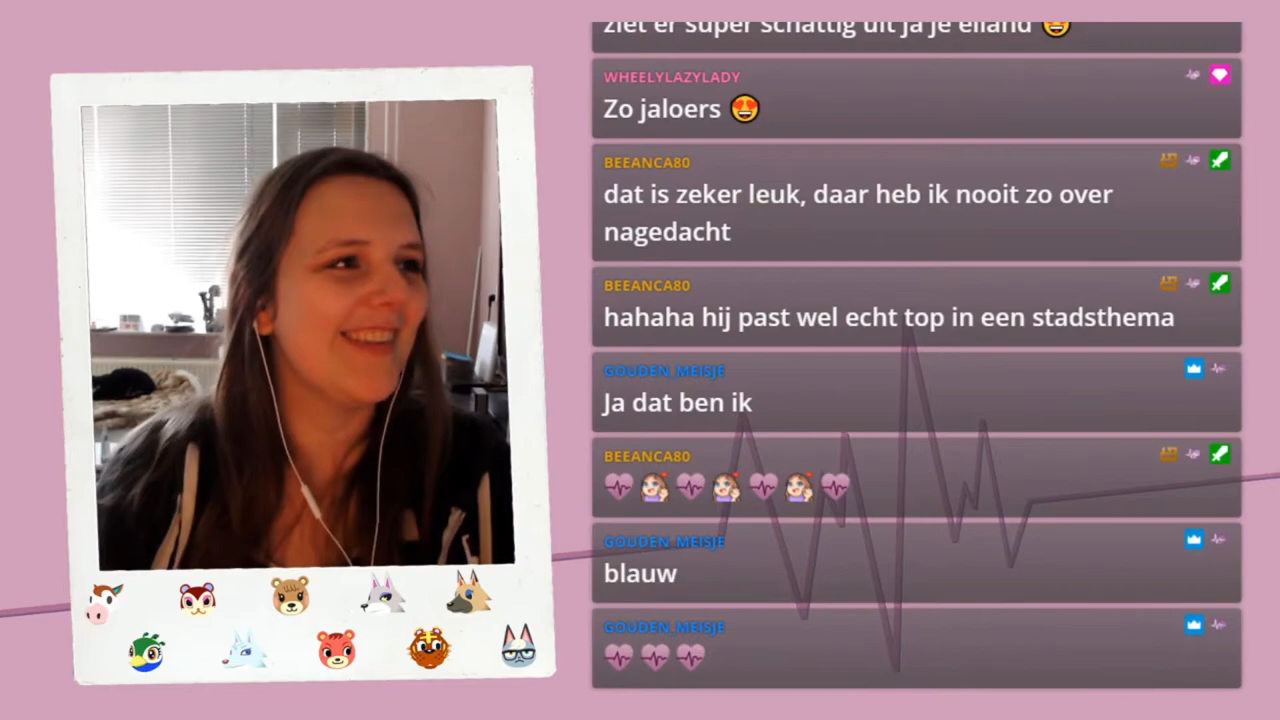 ziet er super schattig uit ja je eiland
WHEELYLAZYLADY
Zo jaloers
BEEANCA80
dat is zeker leuk, daar heb ik nooit zo over
nagedacht
BEEANCA80
hahaha hij past wel echt top in een stadsthema
GOUDEN_MEISJE
Ja dat ben ik
BEEANCA80
GOUDEN_MEISJE
blauw
GOUDEN_MEISJE